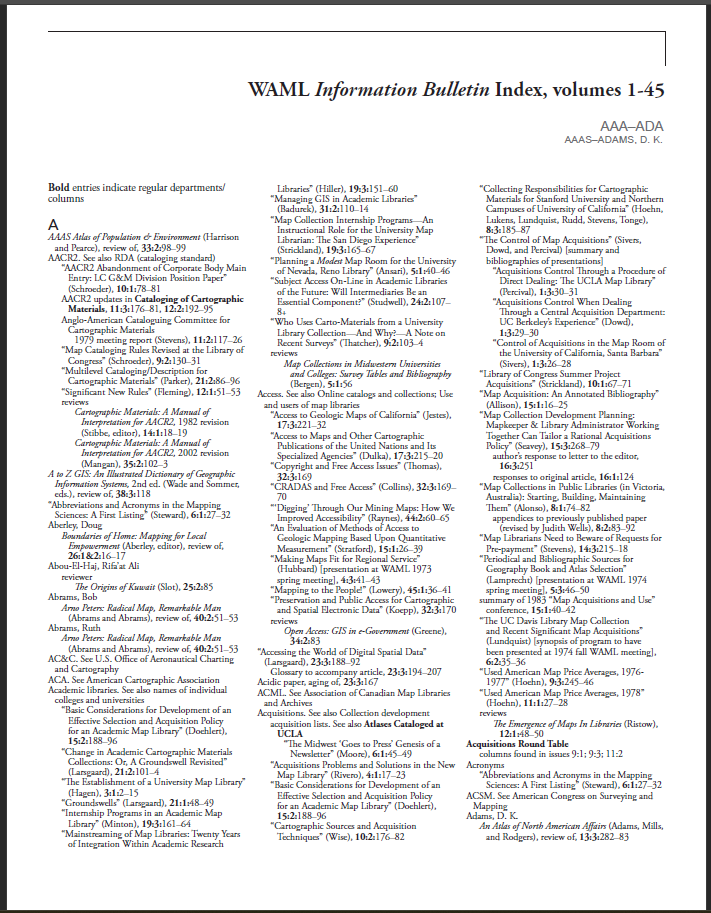 WAML Information Bulletin Index, volumes 1-45
AAA–ADA
AAAS–ADAMS, D. K.
Bold entries indicate regular departments/
columns
A
AAAS Atlas of Population & Environment (Harrison
and Pearce), review of, 33:2:98–99
AACR2. See also RDA (cataloging standard)
“AACR2 Abandonment of Corporate Body Main
Entry: LC G&M Division Position Paper”
(Schroeder), 10:1:78–81
AACR2 updates in Cataloging of Cartographic
Materials, 11:3:176–81, 12:2:192–95
Anglo-American Cataloguing Committee for
Cartographic Materials
1979 meeting report (Stevens), 11:2:117–26
“Map Cataloging Rules Revised at the Library of
Congress” (Schroeder), 9:2:130–31
“Multilevel Cataloging/Description for
Cartographic Materials” (Parker), 21:2:86–96
“Significant New Rules” (Fleming), 12:1:51–53
reviews
Cartographic Materials: A Manual of
Interpretation for AACR2, 1982 revision
(Stibbe, editor), 14:1:18–19
Cartographic Materials: A Manual of
Interpretation for AACR2, 2002 revision
(Mangan), 35:2:102–3
A to Z GIS: An Illustrated Dictionary of Geographic
Information Systems, 2nd ed. (Wade and Sommer,
eds.), review of, 38:3:118
“Abbreviations and Acronyms in the Mapping
Sciences: A First Listing” (Steward), 6:1:27–32
Aberley, Doug
Boundaries of Home: Mapping for Local
Empowerment (Aberley, editor), review of,
26:1&2:16–17
Abou-El-Haj, Rifa'at Ali
reviewer
The Origins of Kuwait (Slot), 25:2:85
Abrams, Bob
Arno Peters: Radical Map, Remarkable Man
(Abrams and Abrams), review of, 40:2:51–53
Abrams, Ruth
Arno Peters: Radical Map, Remarkable Man
(Abrams and Abrams), review of, 40:2:51–53
AC&C. See U.S. Office of Aeronautical Charting
and Cartography
ACA. See American Cartographic Association
Academic libraries. See also names of individual
colleges and universities
“Basic Considerations for Development of an
Effective Selection and Acquisition Policy
for an Academic Map Library” (Doehlert),
15:2:188–96
“Change in Academic Cartographic Materials
Collections: Or, A Groundswell Revisited”
(Larsgaard), 21:2:101–4
“The Establishment of a University Map Library”
(Hagen), 3:1:2–15
“Groundswells” (Larsgaard), 21:1:48–49
“Internship Programs in an Academic Map
Library” (Minton), 19:3:161–64
“Mainstreaming of Map Libraries: Twenty Years
of Integration Within Academic Research
Libraries” (Hiller), 19:3:151–60
“Managing GIS in Academic Libraries”
(Badurek), 31:2:110–14
“Map Collection Internship Programs—An
Instructional Role for the University Map
Librarian: The San Diego Experience”
(Strickland), 19:3:165–67
“Planning a Modest Map Room for the University
of Nevada, Reno Library” (Ansari), 5:1:40–46
“Subject Access On-Line in Academic Libraries
of the Future: Will Intermediaries Be an
Essential Component?” (Studwell), 24:2:107–
8+
“Who Uses Carto-Materials from a University
Library Collection—And Why?—A Note on
Recent Surveys” (Thatcher), 9:2:103–4
reviews
Map Collections in Midwestern Universities
and Colleges: Survey Tables and Bibliography
(Bergen), 5:1:56
Access. See also Online catalogs and collections; Use
and users of map libraries
“Access to Geologic Maps of California” (Jestes),
17:3:221–32
“Access to Maps and Other Cartographic
Publications of the United Nations and Its
Specialized Agencies” (Dulka), 17:3:215–20
“Copyright and Free Access Issues” (Thomas),
32:3:169
“CRADAS and Free Access” (Collins), 32:3:169–
70
“‘Digging’ Through Our Mining Maps: How We
Improved Accessibility” (Raynes), 44:2:60–65
“An Evaluation of Methods of Access to
Geologic Mapping Based Upon Quantitative
Measurement” (Stratford), 15:1:26–39
“Making Maps Fit for Regional Service”
(Hubbard) [presentation at WAML 1973
spring meeting], 4:3:41–43
“Mapping to the People!” (Lowery), 45:1:36–41
“Preservation and Public Access for Cartographic
and Spatial Electronic Data” (Koepp), 32:3:170
reviews
Open Access: GIS in e-Government (Greene),
34:2:83
“Accessing the World of Digital Spatial Data”
(Larsgaard), 23:3:188–92
Glossary to accompany article, 23:3:194–207
Acidic paper, aging of, 23:3:167
ACML. See Association of Canadian Map Libraries
and Archives
Acquisitions. See also Collection development
acquisition lists. See also Atlases Cataloged at
UCLA
“The Midwest ‘Goes to Press’ Genesis of a
Newsletter” (Moore), 6:1:45–49
“Acquisitions Problems and Solutions in the New
Map Library” (Rivero), 4:1:17–23
“Basic Considerations for Development of an
Effective Selection and Acquisition Policy
for an Academic Map Library” (Doehlert),
15:2:188–96
“Cartographic Sources and Acquisition
Techniques” (Wise), 10:2:176–82
“Collecting Responsibilities for Cartographic
Materials for Stanford University and Northern
Campuses of University of California” (Hoehn,
Lukens, Lundquist, Rudd, Stevens, Tonge),
8:3:185–87
“The Control of Map Acquisitions” (Sivers,
Dowd, and Percival) [summary and
bibliographies of presentations]
“Acquisitions Control Through a Procedure of
Direct Dealing: The UCLA Map Library”
(Percival), 1:3:30–31
“Acquisitions Control When Dealing
Through a Central Acquisition Department:
UC Berkeley's Experience” (Dowd),
1:3:29–30
“Control of Acquisitions in the Map Room of
the University of California, Santa Barbara”
(Sivers), 1:3:26–28
“Library of Congress Summer Project
Acquisitions” (Strickland), 10:1:67–71
“Map Acquisition: An Annotated Bibliography”
(Allison), 15:1:16–25
“Map Collection Development Planning:
Mapkeeper & Library Administrator Working
Together Can Tailor a Rational Acquisitions
Policy” (Seavey), 15:3:268–79
author's response to letter to the editor,
16:3:251
responses to original article, 16:1:124
“Map Collections in Public Libraries (in Victoria,
Australia): Starting, Building, Maintaining
Them” (Alonso), 8:1:74–82
appendices to previously published paper
(revised by Judith Wells), 8:2:83–92
“Map Librarians Need to Beware of Requests for
Pre-payment” (Stevens), 14:3:215–18
“Periodical and Bibliographic Sources for
Geography Book and Atlas Selection”
(Lamprecht) [presentation at WAML 1974
spring meeting], 5:3:46–50
summary of 1983 “Map Acquisitions and Use”
conference, 15:1:40–42
“The UC Davis Library Map Collection
and Recent Significant Map Acquisitions”
(Lundquist) [synopsis of program to have
been presented at 1974 fall WAML meeting],
6:2:35–36
“Used American Map Price Averages, 1976-
1977” (Hoehn), 9:3:245–46
“Used American Map Price Averages, 1978”
(Hoehn), 11:1:27–28
reviews
The Emergence of Maps In Libraries (Ristow),
12:1:48–50
Acquisitions Round Table
columns found in issues 9:1; 9:3; 11:2
Acronyms
“Abbreviations and Acronyms in the Mapping
Sciences: A First Listing” (Steward), 6:1:27–32
ACSM. See American Congress on Surveying and
Mapping
Adams, D. K.
An Atlas of North American Affairs (Adams, Mills,
and Rodgers), review of, 13:3:282–83